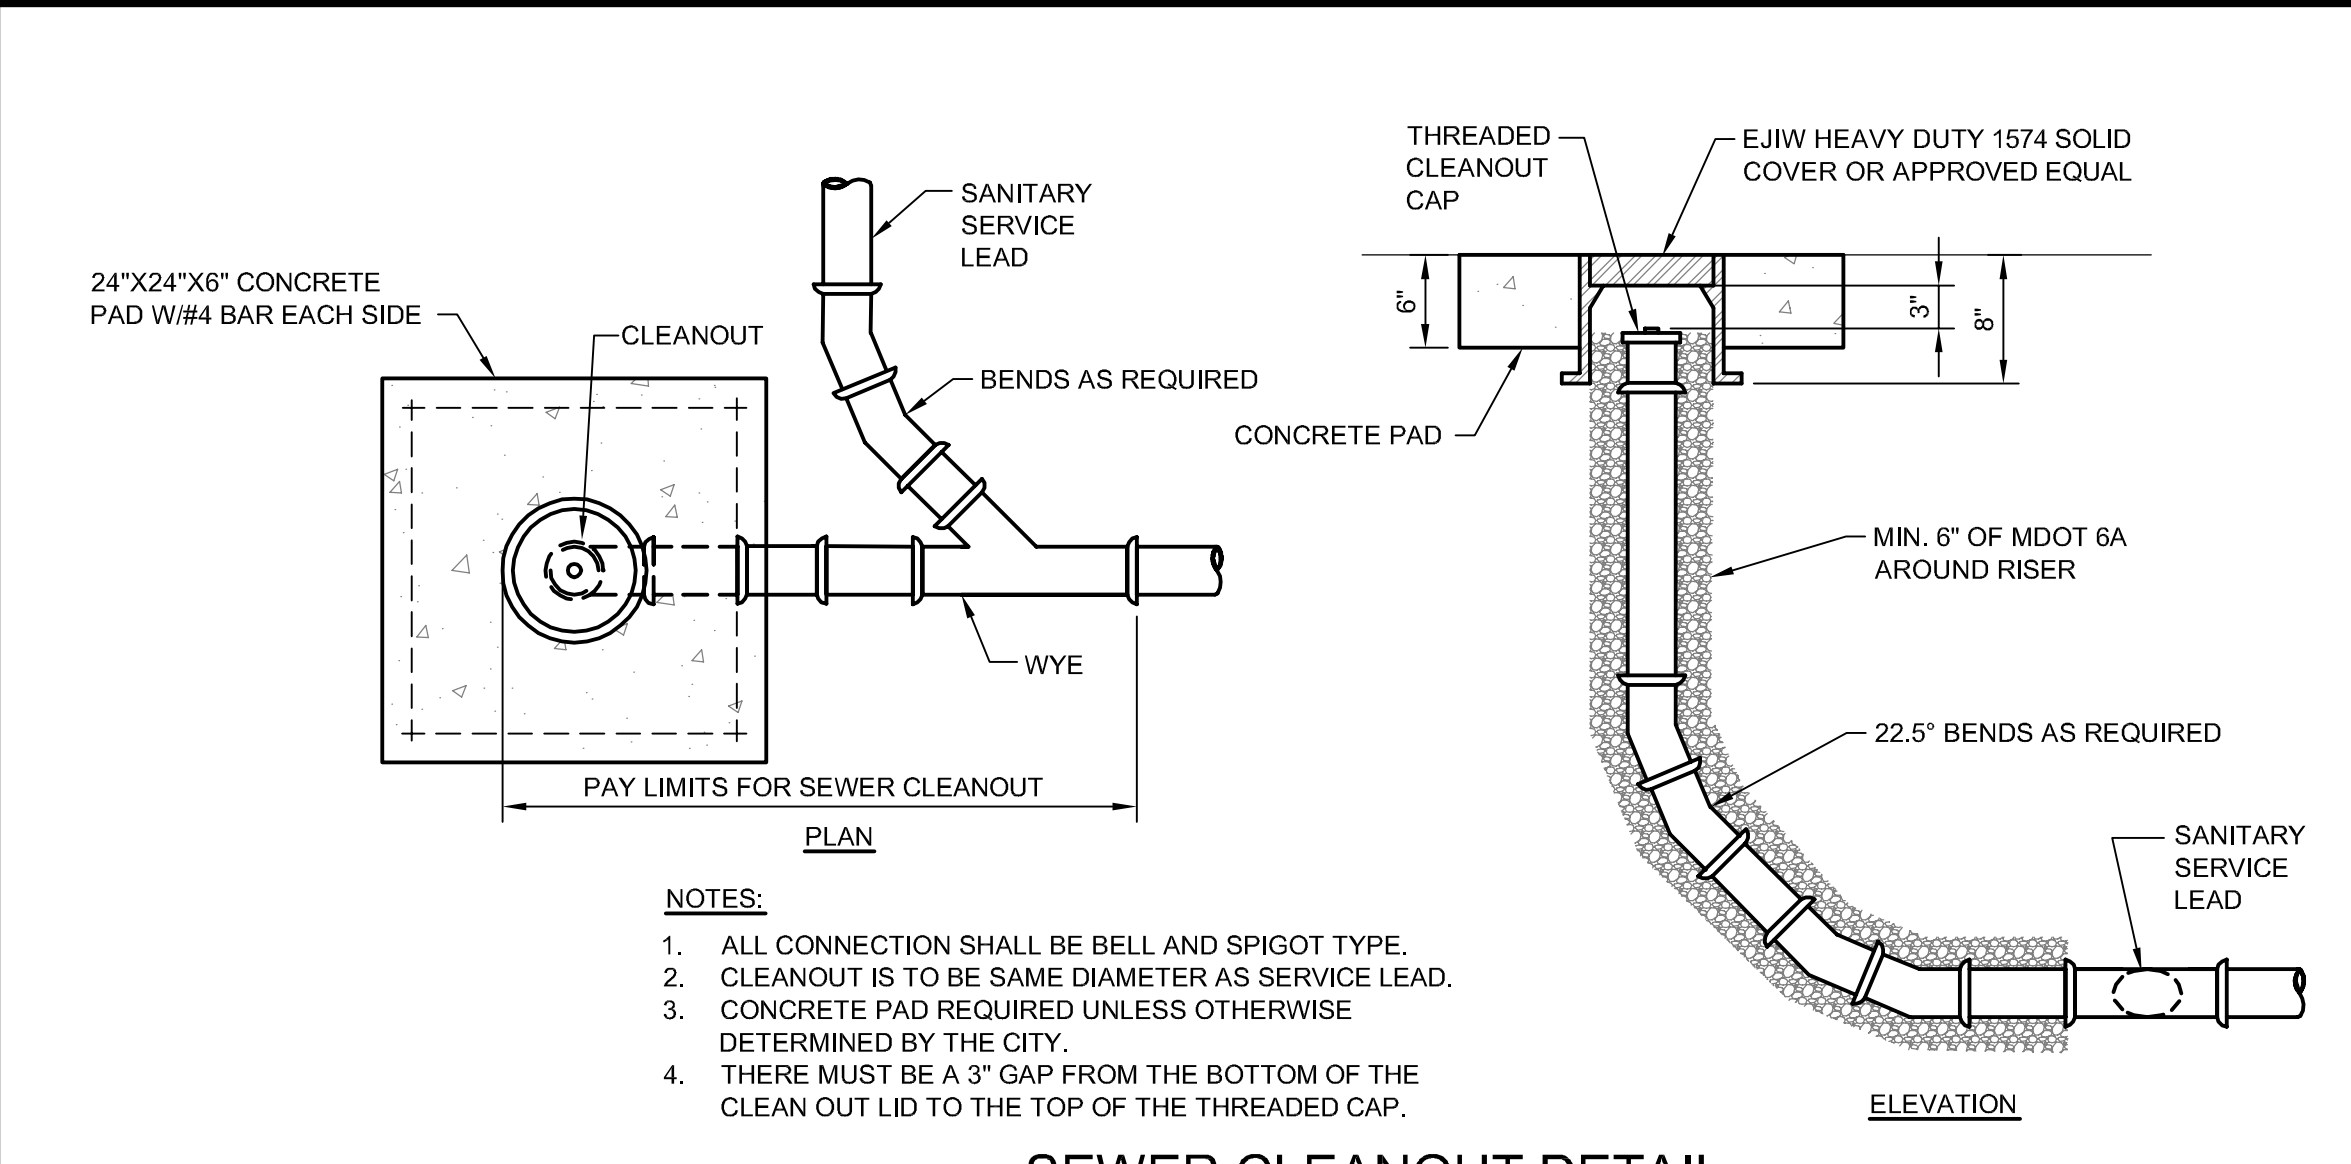 24"X24"X6" CONCRETE
PAD W/#4 BAR EACH SIDE
CLEANOUT
SANITARY
SERVICE
LEAD
BENDS AS REQUIRED
WYE
PAY LIMITS FOR SEWER CLEANOUT
PLAN
THREADED
CLEANOUT
CAP
EJIW HEAVY DUTY 1574 SOLID
COVER OR APPROVED EQUAL
6"
3"
8"
CONCRETE PAD
MIN. 6" OF MDOT 6A
AROUND RISER
22.5° BENDS AS REQUIRED
SANITARY
SERVICE
LEAD
ELEVATION
NOTES:
1. ALL CONNECTION SHALL BE BELL AND SPIGOT TYPE.
2. CLEANOUT IS TO BE SAME DIAMETER AS SERVICE LEAD.
3. CONCRETE PAD REQUIRED UNLESS OTHERWISE
DETERMINED BY THE CITY.
4. THERE MUST BE A 3" GAP FROM THE BOTTOM OF THE
CLEAN OUT LID TO THE TOP OF THE THREADED CAP.
SEWER CLEANOUT DETAIL